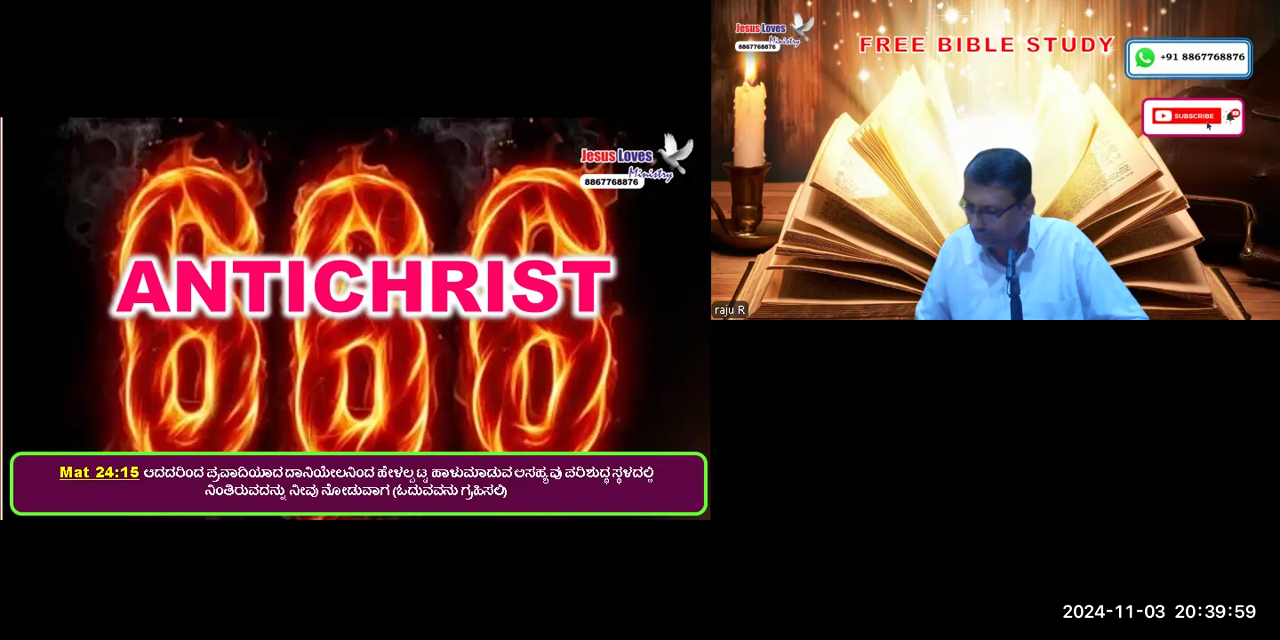 Jesus Loves
Ministry
8867768876
666
ANTICHRIST
Mat 24:15 ಆದದರಿಂದ ಪ್ರವಾದಿಯಾದ ದಾನಿಯೇಲನಿಂದ ಹೇಳಲ್ಪಟ್ಟ ಹಾಳುಮಾಡುವ ಅಸಹ್ಯವು ಪರಿಶುದ್ಧ ಸ್ಥಳದಲ್ಲಿ
ನಿಂತಿರುವದನ್ನು ನೀವು ನೋಡುವಾಗ (ಓದುವವನು ಗ್ರಹಿಸಲಿ)
Jesus Loves
Ministry
8867768876
FREE BIBLE STUDY
+91 8867768876
SUBSCRIBE
raju R
2024-11-03 20:39:59